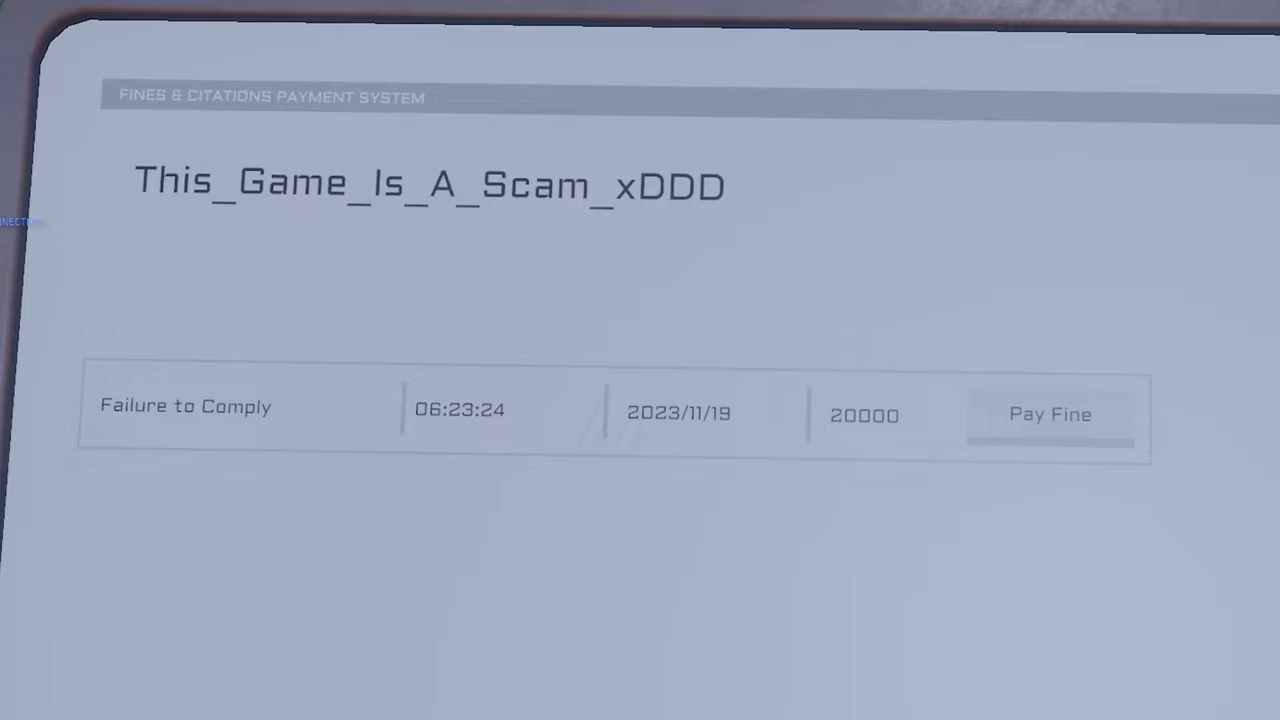 FINES & CITATIONS PAYMENT SYSTEM
This_Game_Is_A_Scam_xDDD
Failure to Comply 06:23:24 2023/11/19 20000 Pay Fine